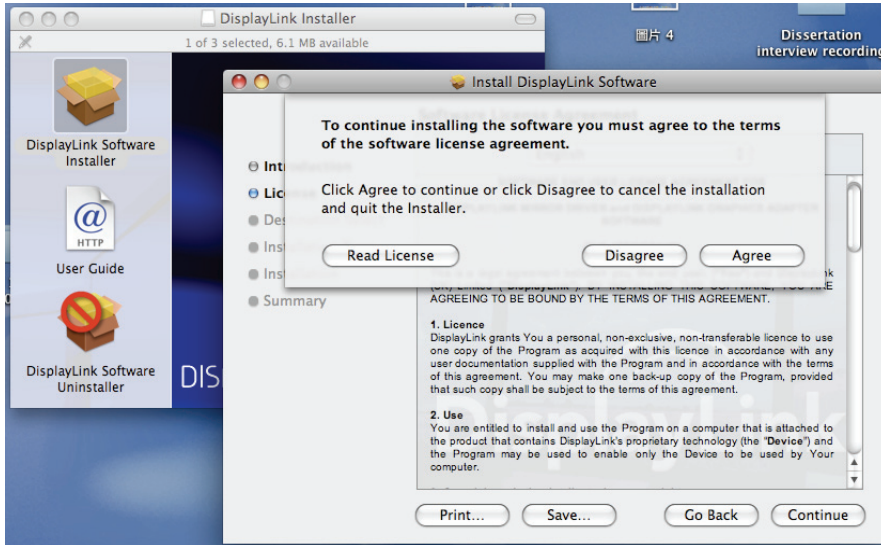 DisplayLink Installer
1 of 3 selected, 6.1 MB available
圖片 4
Dissertation
interview recording
DisplayLink Software
Installer
HTTP
User Guide
DisplayLink Software
Uninstaller
DIS
Install DisplayLink Software
To continue installing the software you must agree to the terms
of the software license agreement.
Click Agree to continue or click Disagree to cancel the installation
and quit the Installer.
Read License
Disagree
Agree
Summary
AGREEING TO BE BOUND BY THE TERMS OF THIS AGREEMENT.
1. Licence
DisplayLink grants You a personal, non-exclusive, non-transferable licence to use
one copy of the Program as acquired with this licence in accordance with any
user documentation supplied with the Program and in accordance with the terms
of this agreement. You may make one back-up copy of the Program, provided
that such copy shall be subject to the terms of this agreement.
2. Use
You are entitled to install and use the Program on a computer that is attached to
the product that contains DisplayLink's proprietary technology (the "Device") and
the Program may be used to enable only the Device to be used by Your
computer.
Print...
Save...
Go Back
Continue